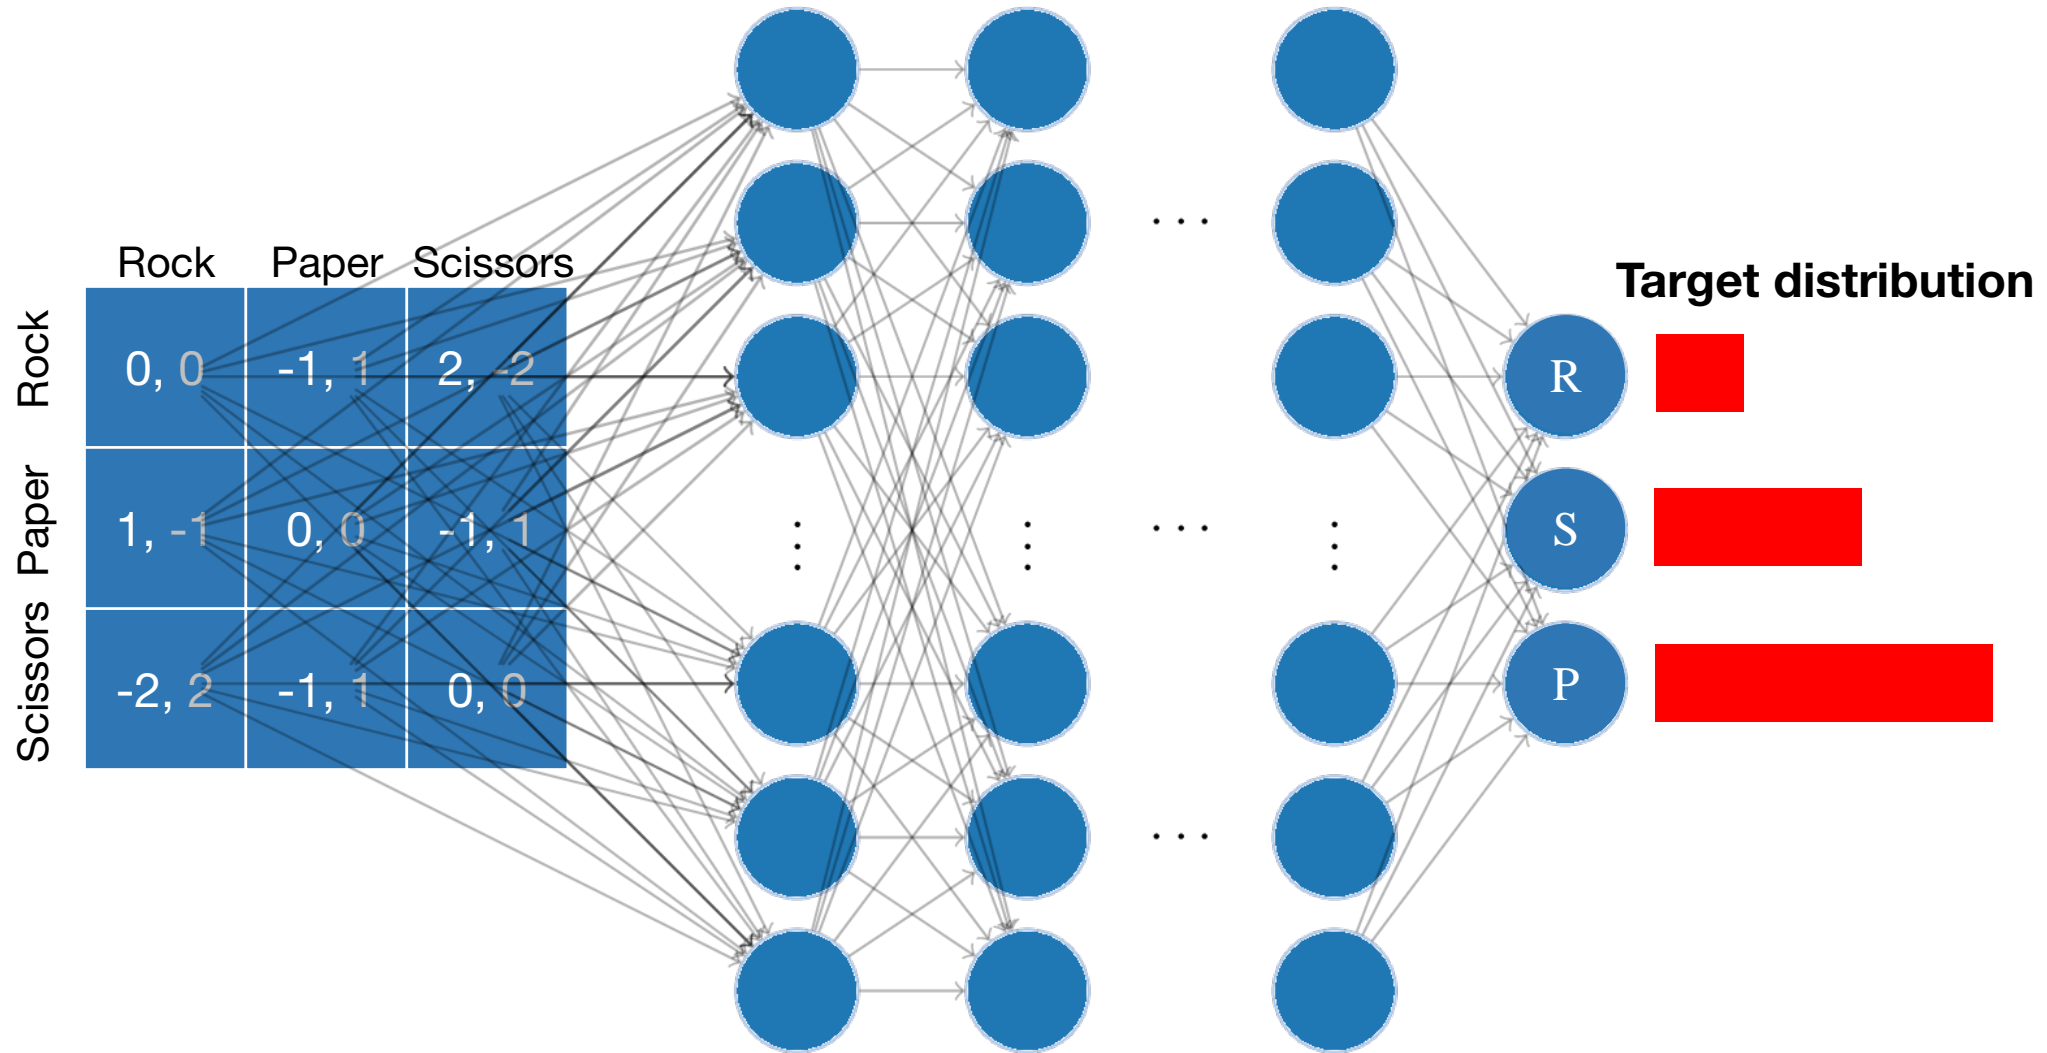 Rock Paper Scissors
Rock 0, 0 -1, 1 2, -2
Paper 1, -1 0, 0 -1, 1
Scissors -2, 2 -1, 1 0, 0
. . .
. . .
. . .
Target distribution
R
S
P